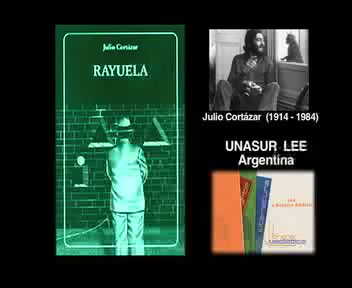 Julio Cortázar
RAYUELA
Julio Cortázar (1914 - 1984)
UNASUR LEE
Argentina